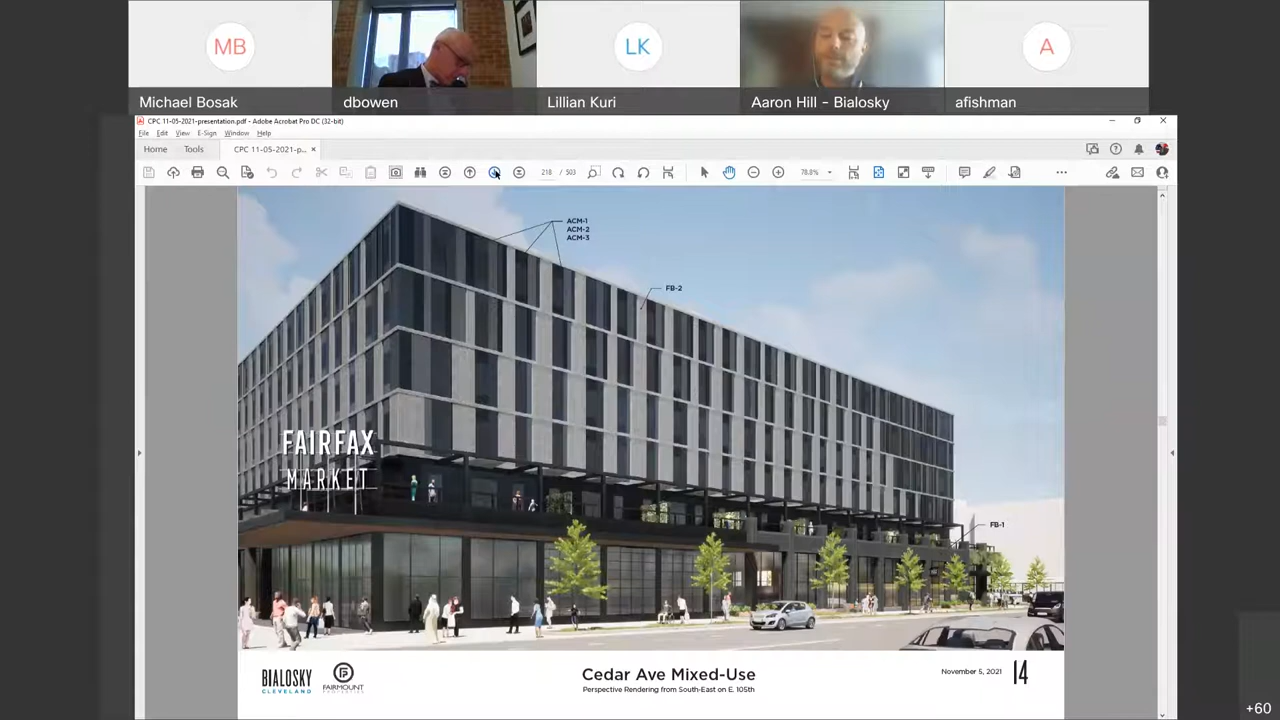 MB
LK
A
Michael Bosak
dbowen
Lillian Kuri
Aaron Hill - Bialosky
afishman
CPC 11-05-2021-presentation.pdf - Adobe Acrobat Pro DC (32-bit)
File Edit View E-Sign Window Help
Home Tools CPC 11-05-2021-p... ×
218 / 503 78.8%
ACM-1
ACM-2
ACM-3
FB-2
FAIRFAX
MARKET
FB-1
BIALOSKY
CLEVELAND
FAIRMOUNT
PROPERTIES
Cedar Ave Mixed-Use
Perspective Rendering from South-East on E. 105th
November 5, 2021 14
+60